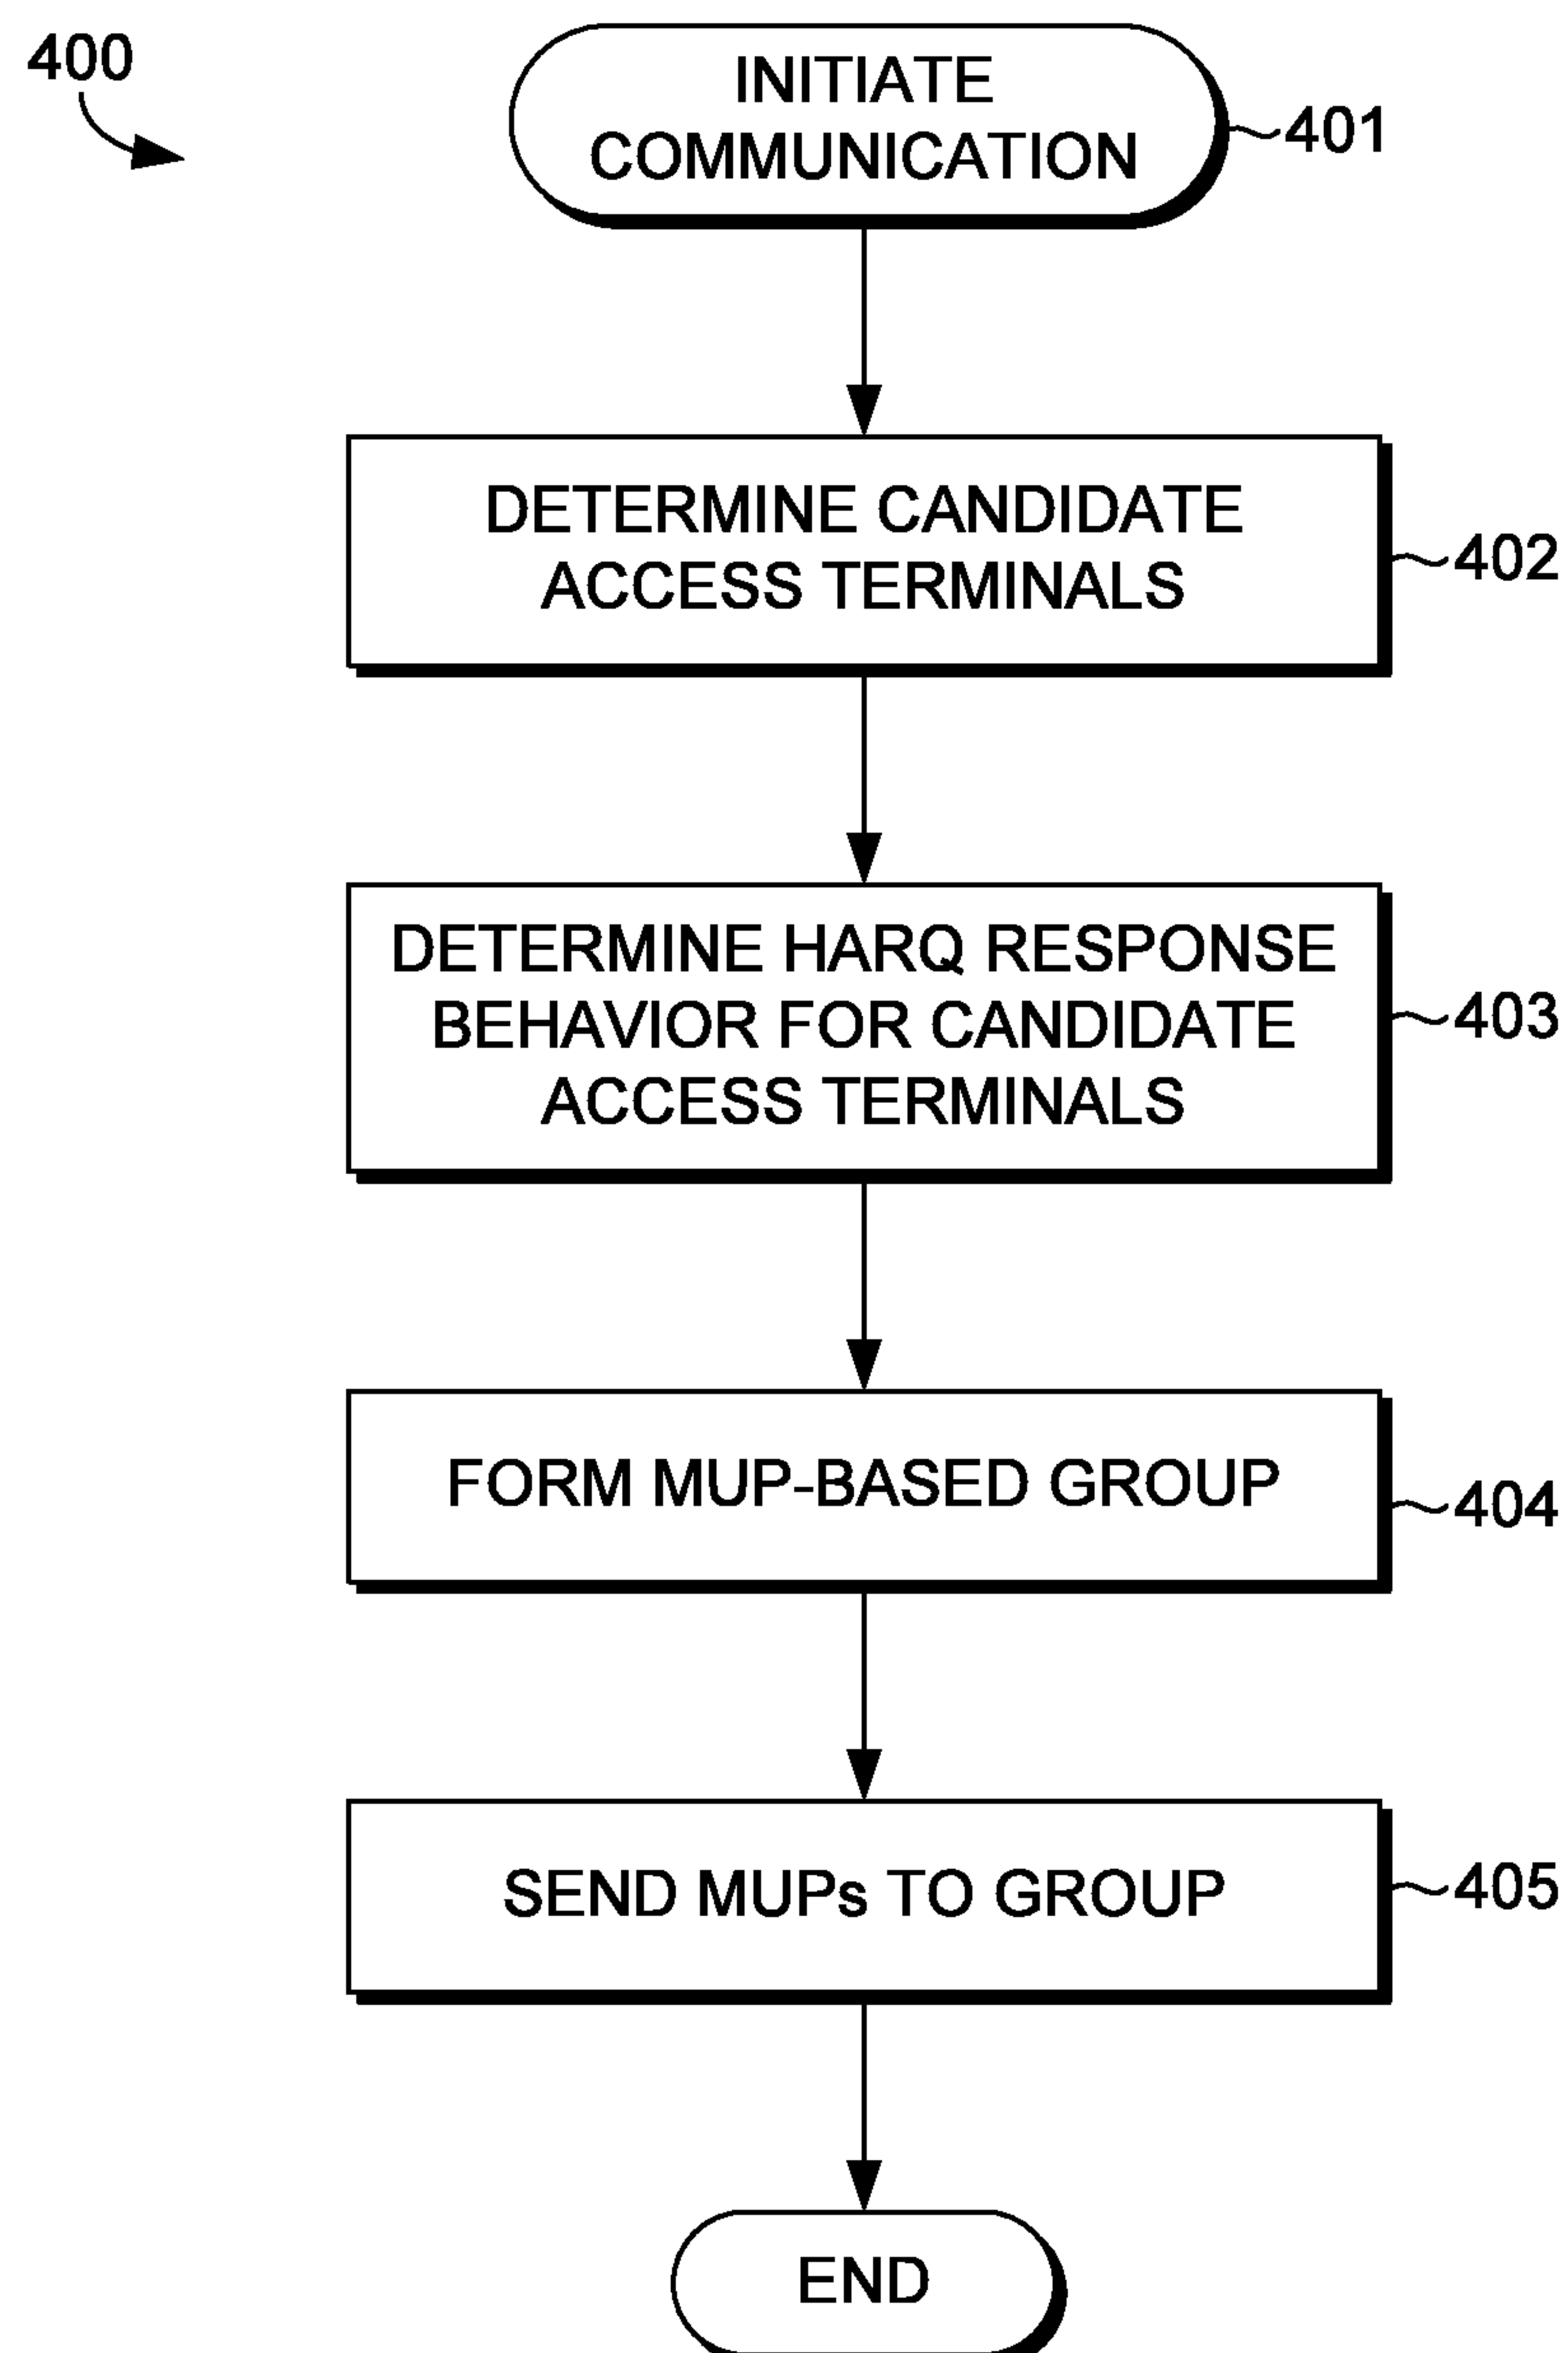 400
INITIATE
COMMUNICATION
401
DETERMINE CANDIDATE
ACCESS TERMINALS
402
DETERMINE HARQ RESPONSE
BEHAVIOR FOR CANDIDATE
ACCESS TERMINALS
403
FORM MUP-BASED GROUP
404
SEND MUPs TO GROUP
405
END